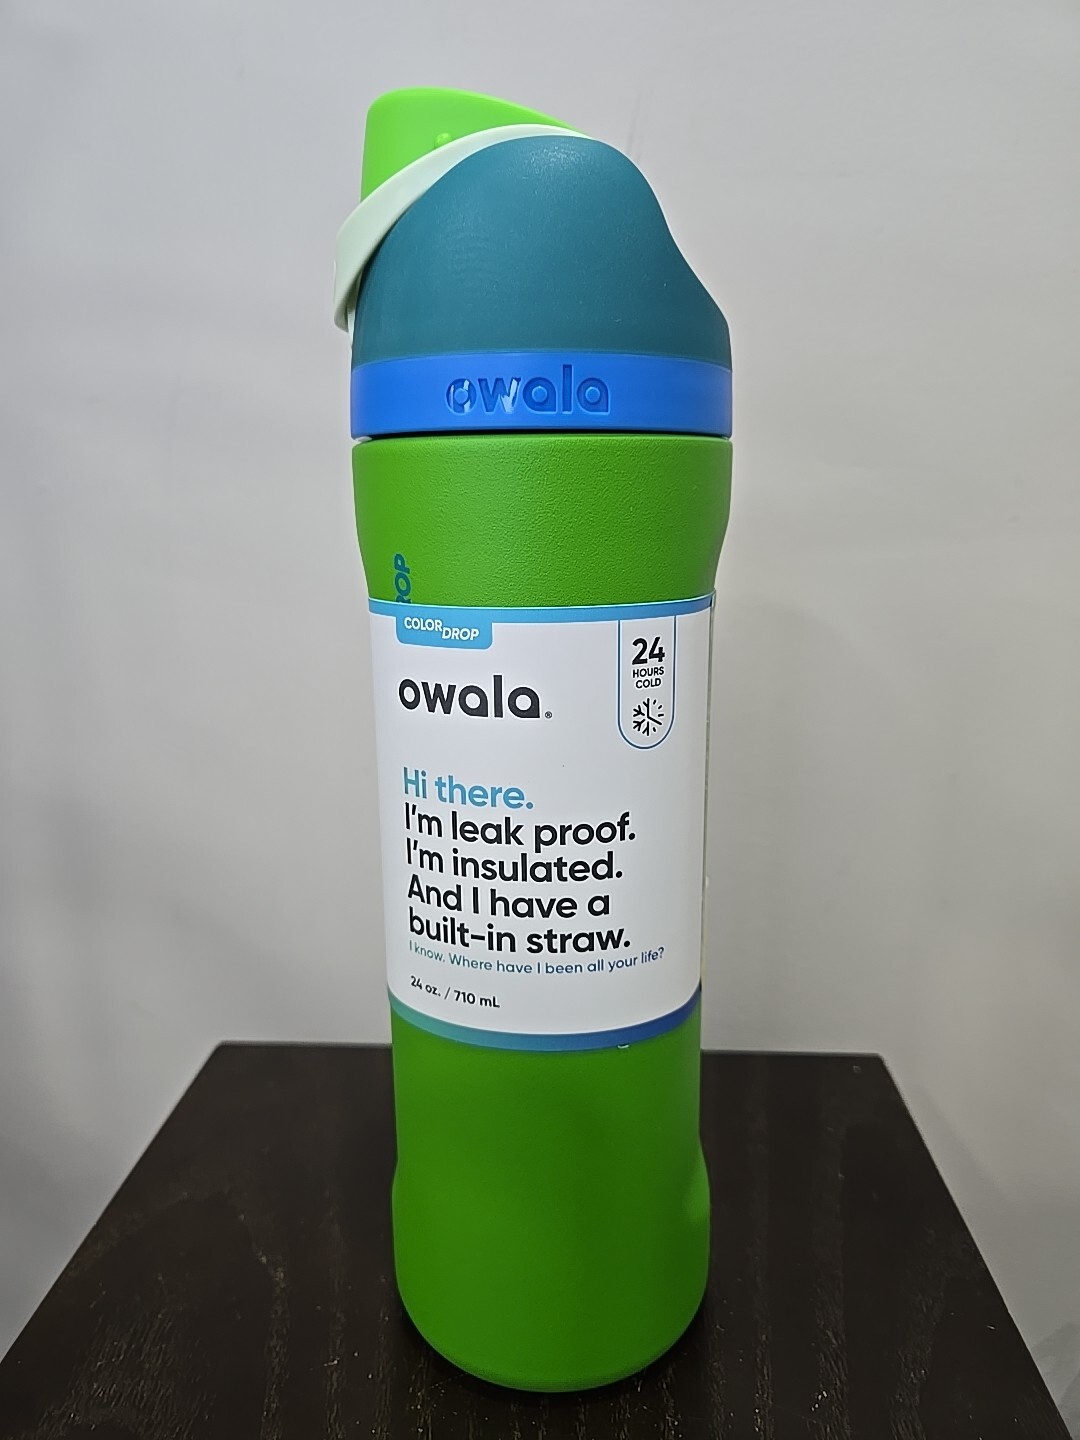 owala
ROP
COLORDROP
24
HOURS
COLD
owala®
Hi there.
I'm leak proof.
I'm insulated.
And I have a
built-in straw.
I know. Where have I been all your life?
24 oz. / 710 mL